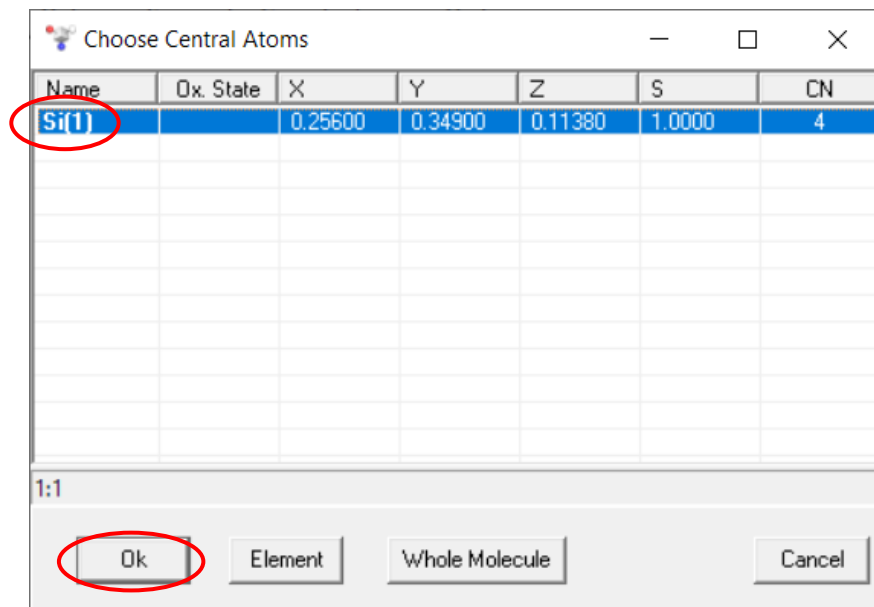 Choose Central Atoms
Name Ox. State X Y Z S CN
Si(1) 0.25600 0.34900 0.11380 1.0000 4
1:1
Ok Element Whole Molecule Cancel